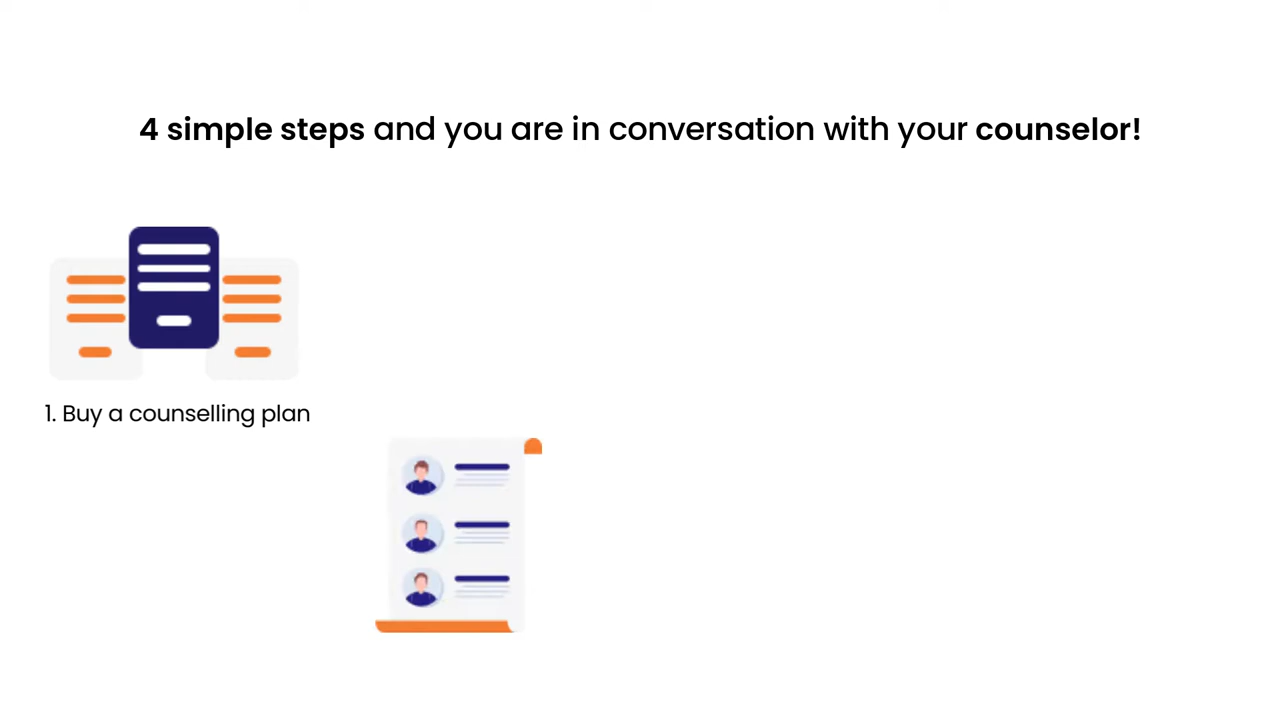 4 simple steps and you are in conversation with your counselor!
1. Buy a counselling plan